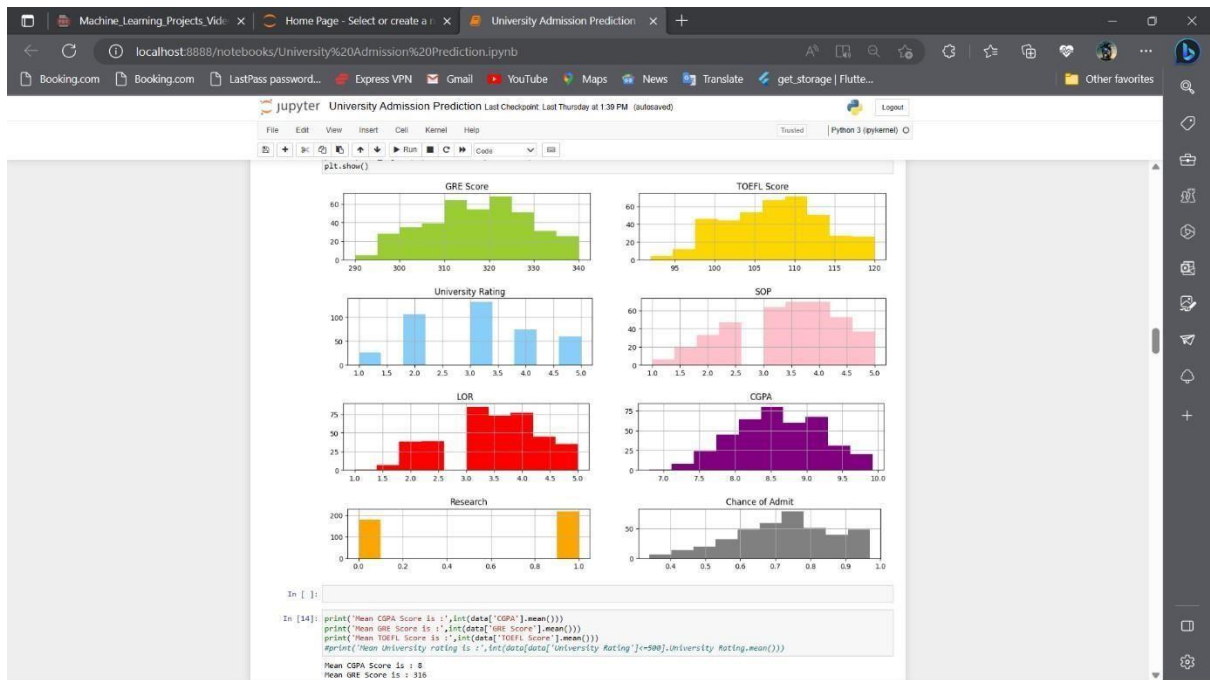 Machine_Learning_Projects_Vide
Home Page - Select or create a n
University Admission Prediction
localhost:8888/notebooks/University%20Admission%20Prediction.ipynb
Booking.com Booking.com LastPass password... Express VPN Gmail YouTube Maps News Translate get_storage | Flutte... Other favorites
jupyter University Admission Prediction Last Checkpoint: Last Thursday at 1:39 PM (autosaved) Logout
File Edit View Insert Cell Kernel Help Trusted Python 3 (ipykernel)
Run Code
plt.show()
GRE Score
60
40
20
0
290 300 310 320 330 340
TOEFL Score
60
40
20
0
95 100 105 110 115 120
University Rating
100
50
0
1.0 1.5 2.0 2.5 3.0 3.5 4.0 4.5 5.0
SOP
60
40
20
0
1.0 1.5 2.0 2.5 3.0 3.5 4.0 4.5 5.0
LOR
75
50
25
0
1.0 1.5 2.0 2.5 3.0 3.5 4.0 4.5 5.0
CGPA
75
50
25
0
7.0 7.5 8.0 8.5 9.0 9.5 10.0
Research
200
100
0
0.0 0.2 0.4 0.6 0.8 1.0
Chance of Admit
50
0
0.4 0.5 0.6 0.7 0.8 0.9 1.0
In [ ]:
In [14]: print('Mean CGPA Score is :',int(data['CGPA'].mean()))
print('Mean GRE Score is :',int(data['GRE Score'].mean()))
print('Mean TOEFL Score is :',int(data['TOEFL Score'].mean()))
#print('Mean University rating is :',int(data[data['University Rating']<=500].University Rating.mean()))
Mean CGPA Score is : 8
Mean GRE Score is : 316